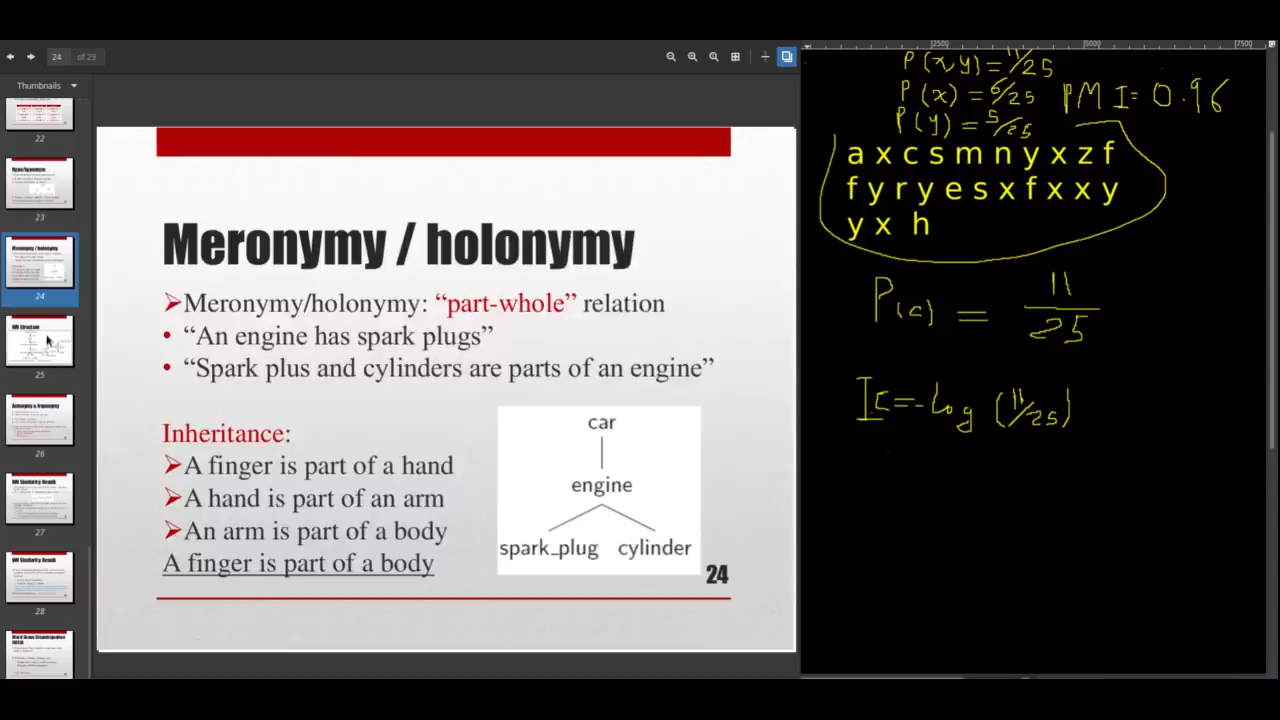 24 of 29
Thumbnails
22
23
24
25
26
27
28
Meronymy / holonymy
➤Meronymy/holonymy: “part-whole” relation
• “An engine has spark plugs”
• “Spark plus and cylinders are parts of an engine”
Inheritance:
➤A finger is part of a hand
➤A hand is part of an arm
➤An arm is part of a body
A finger is part of a body
car
engine
spark_plug cylinder
24
2500 5000 7500
P(x,y) = 11/25
P(x) = 6/25 PMI = 0.96
P(y) = 5/25
a x c s m n y x z f
f y r y e s x f x x y
y x h
P(c) = 11/25
IC = -log (11/25)